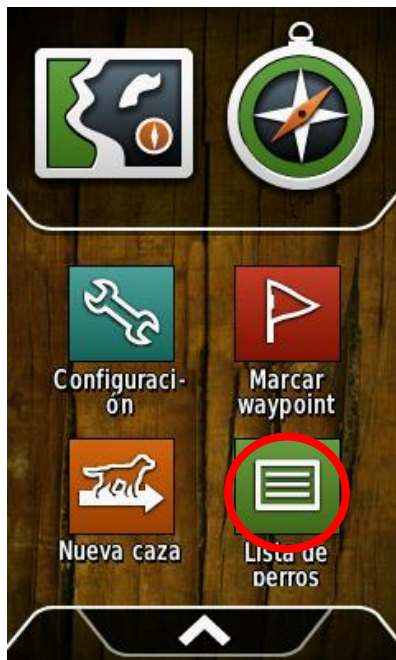 Configuraci-
ón
Marcar
waypoint
Nueva caza
Lista de
perros